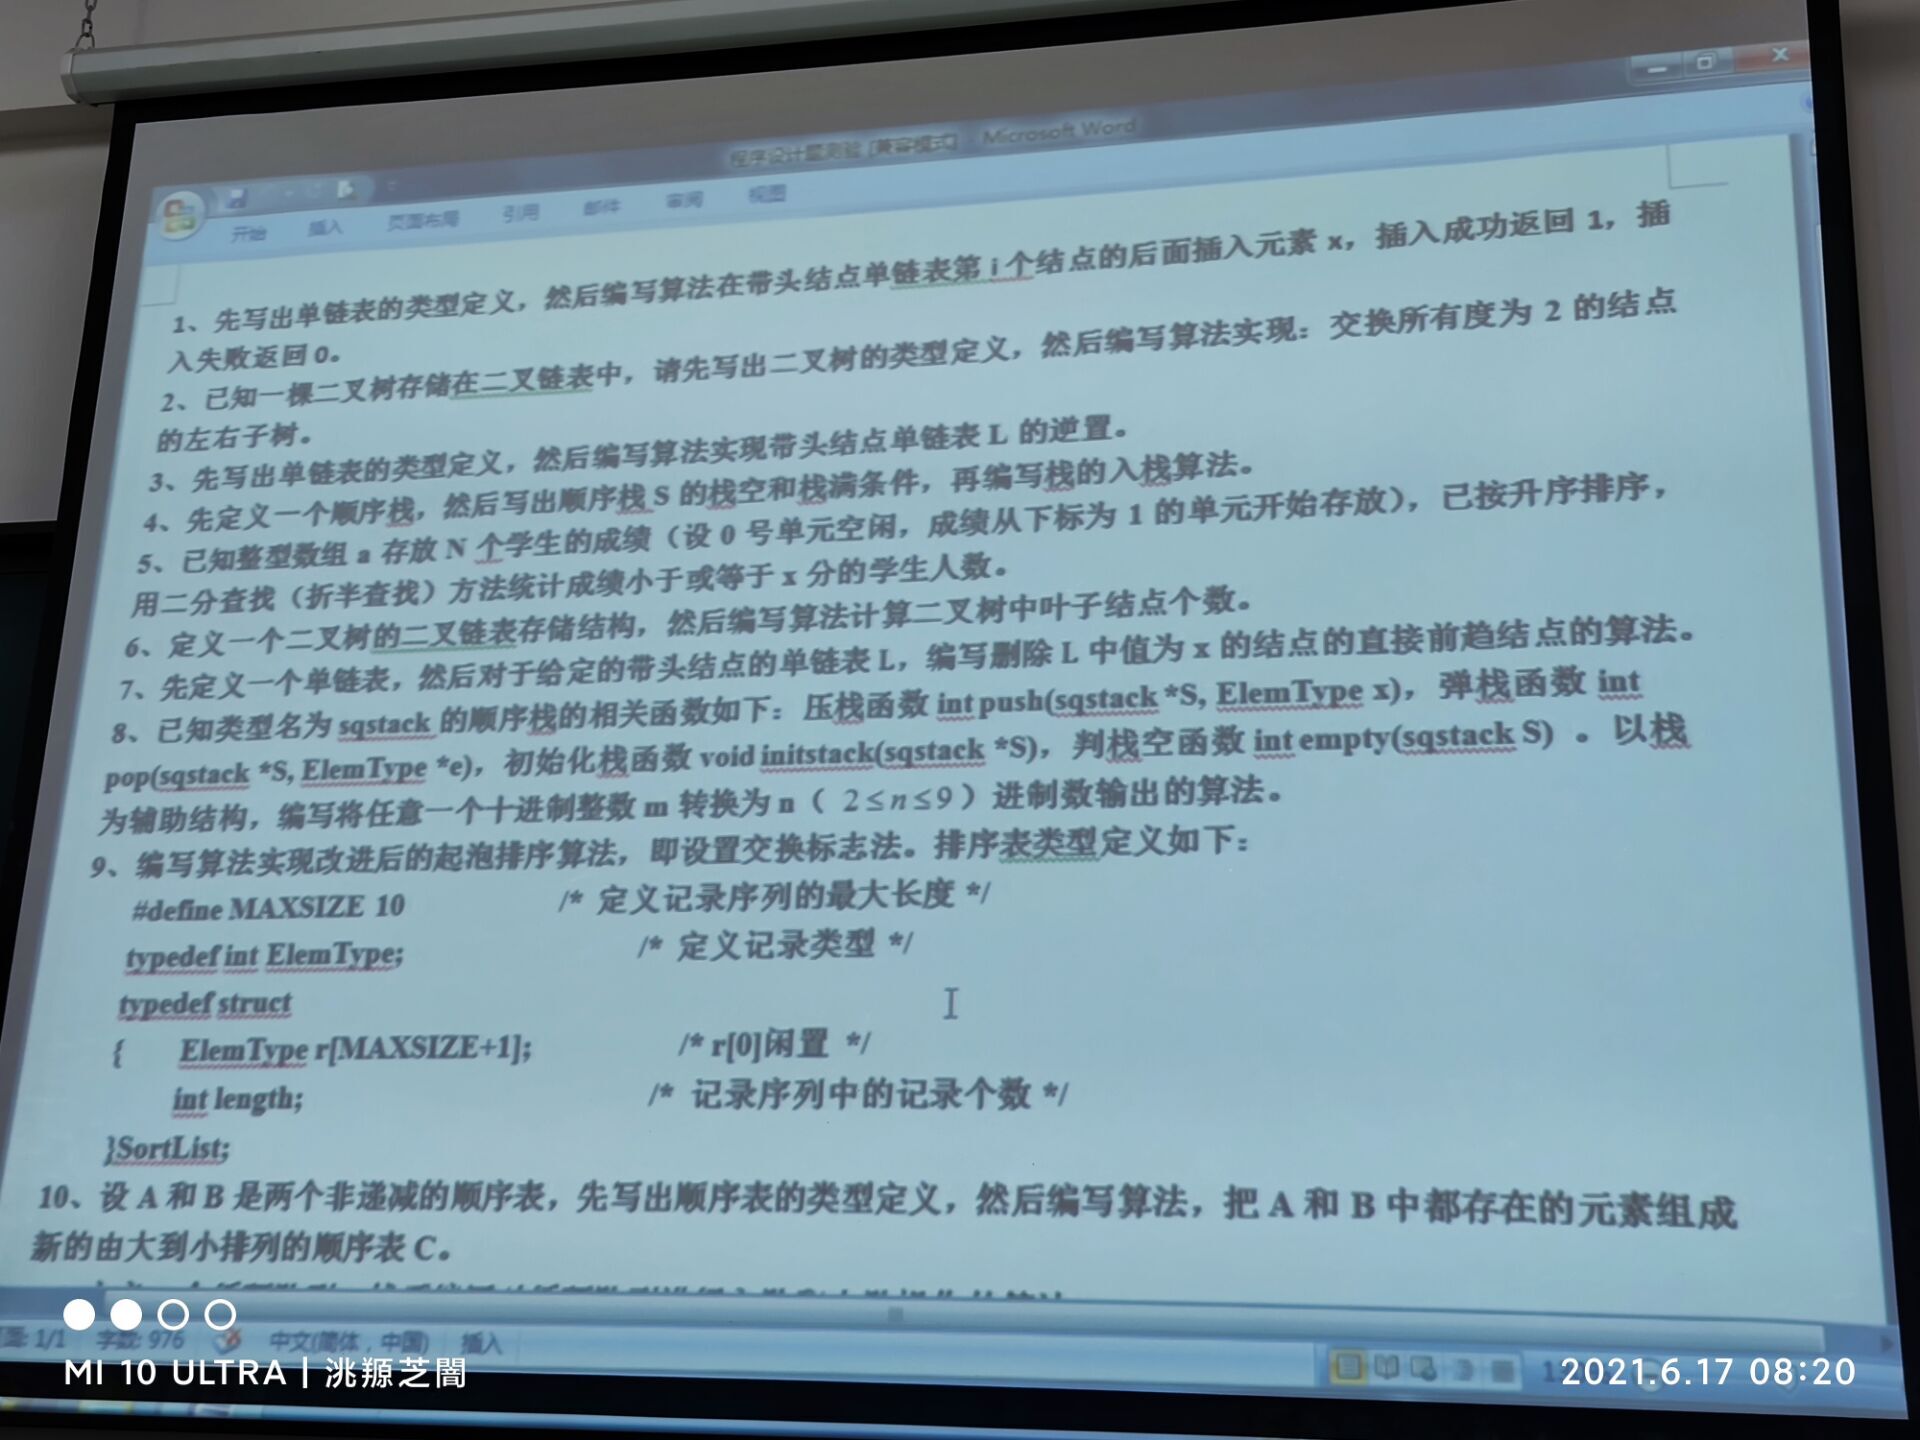 程序设计量测验 [兼容模式] - Microsoft Word
开始 插入 页面布局 引用 邮件 审阅 视图
1、先写出单链表的类型定义，然后编写算法在带头结点单链表第 i 个结点的后面插入元素 x，插入成功返回 1，插
入失败返回 0。
2、已知一棵二叉树存储在二叉链表中，请先写出二叉树的类型定义，然后编写算法实现：交换所有度为 2 的结点
的左右子树。
3、先写出单链表的类型定义，然后编写算法实现带头结点单链表 L 的逆置。
4、先定义一个顺序栈，然后写出顺序栈 S 的栈空和栈满条件，再编写栈的入栈算法。
5、已知整型数组 a 存放 N 个学生的成绩（设 0 号单元空闲，成绩从下标为 1 的单元开始存放），已按升序排序，
用二分查找（折半查找）方法统计成绩小于或等于 x 分的学生人数。
6、定义一个二叉树的二叉链表存储结构，然后编写算法计算二叉树中叶子结点个数。
7、先定义一个单链表，然后对于给定的带头结点的单链表 L，编写删除 L 中值为 x 的结点的直接前趋结点的算法。
8、已知类型名为 sqstack 的顺序栈的相关函数如下：压栈函数 int push(sqstack *S, ElemType x)，弹栈函数 int
pop(sqstack *S, ElemType *e)，初始化栈函数 void initstack(sqstack *S)，判栈空函数 int empty(sqstack S) 。以栈
为辅助结构，编写将任意一个十进制整数 m 转换为 n（ 2≤n≤9 ）进制数输出的算法。
9、编写算法实现改进后的起泡排序算法，即设置交换标志法。排序表类型定义如下：
#define MAXSIZE 10 /* 定义记录序列的最大长度 */
typedef int ElemType; /* 定义记录类型 */
typedef struct
{ ElemType r[MAXSIZE+1]; /* r[0]闲置 */
int length; /* 记录序列中的记录个数 */
}SortList;
10、设 A 和 B 是两个非递减的顺序表，先写出顺序表的类型定义，然后编写算法，把 A 和 B 中都存在的元素组成
新的由大到小排列的顺序表 C。
1/1 字数: 976 中文(简体，中国) 插入
MI 10 ULTRA | 洮羱芝閣
2021.6.17 08:20